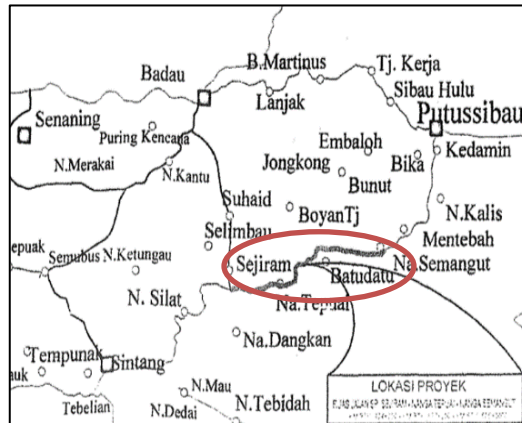 B.Martinus
Tj. Kerja
Badau
Lanjak
Sibau Hulu
Senaning
Putussibau
Puring Kencana
Embaloh
Kedamin
Jongkong
Bika
N.Merakai
N.Kantu
Bunut
Suhaid
BoyanTj
N.Kalis
Selimbau
Mentebah
epuak
Semubus
N.Ketungau
Sejiram
Batudatu
Na.Semangut
N. Silat
Na.Tepuai
Na.Dangkan
Tempunak
Sintang
auk
N.Mau
Tebelian
N.Dedai
N.Tebidah
LOKASI PROYEK